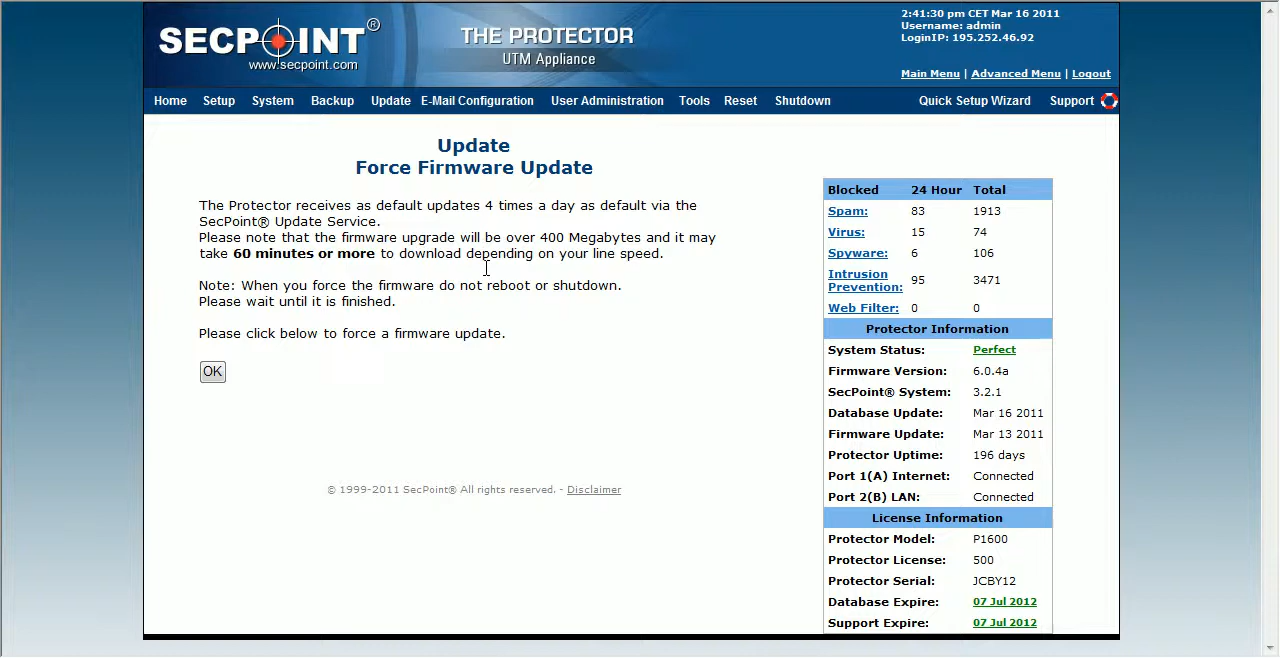 SECPOINT®
www.secpoint.com
THE PROTECTOR
UTM Appliance
2:41:30 pm CET Mar 16 2011
Username: admin
LoginIP: 195.252.46.92
Main Menu | Advanced Menu | Logout
Home Setup System Backup Update E-Mail Configuration User Administration Tools Reset Shutdown Quick Setup Wizard Support
Update
Force Firmware Update
The Protector receives as default updates 4 times a day as default via the
SecPoint® Update Service.
Please note that the firmware upgrade will be over 400 Megabytes and it may
take 60 minutes or more to download depending on your line speed.
Note: When you force the firmware do not reboot or shutdown.
Please wait until it is finished.
Please click below to force a firmware update.
OK
© 1999-2011 SecPoint® All rights reserved. - Disclaimer
Blocked 24 Hour Total
Spam: 83 1913
Virus: 15 74
Spyware: 6 106
Intrusion
Prevention: 95 3471
Web Filter: 0 0
Protector Information
System Status: Perfect
Firmware Version: 6.0.4a
SecPoint® System: 3.2.1
Database Update: Mar 16 2011
Firmware Update: Mar 13 2011
Protector Uptime: 196 days
Port 1(A) Internet: Connected
Port 2(B) LAN: Connected
License Information
Protector Model: P1600
Protector License: 500
Protector Serial: JCBY12
Database Expire: 07 Jul 2012
Support Expire: 07 Jul 2012